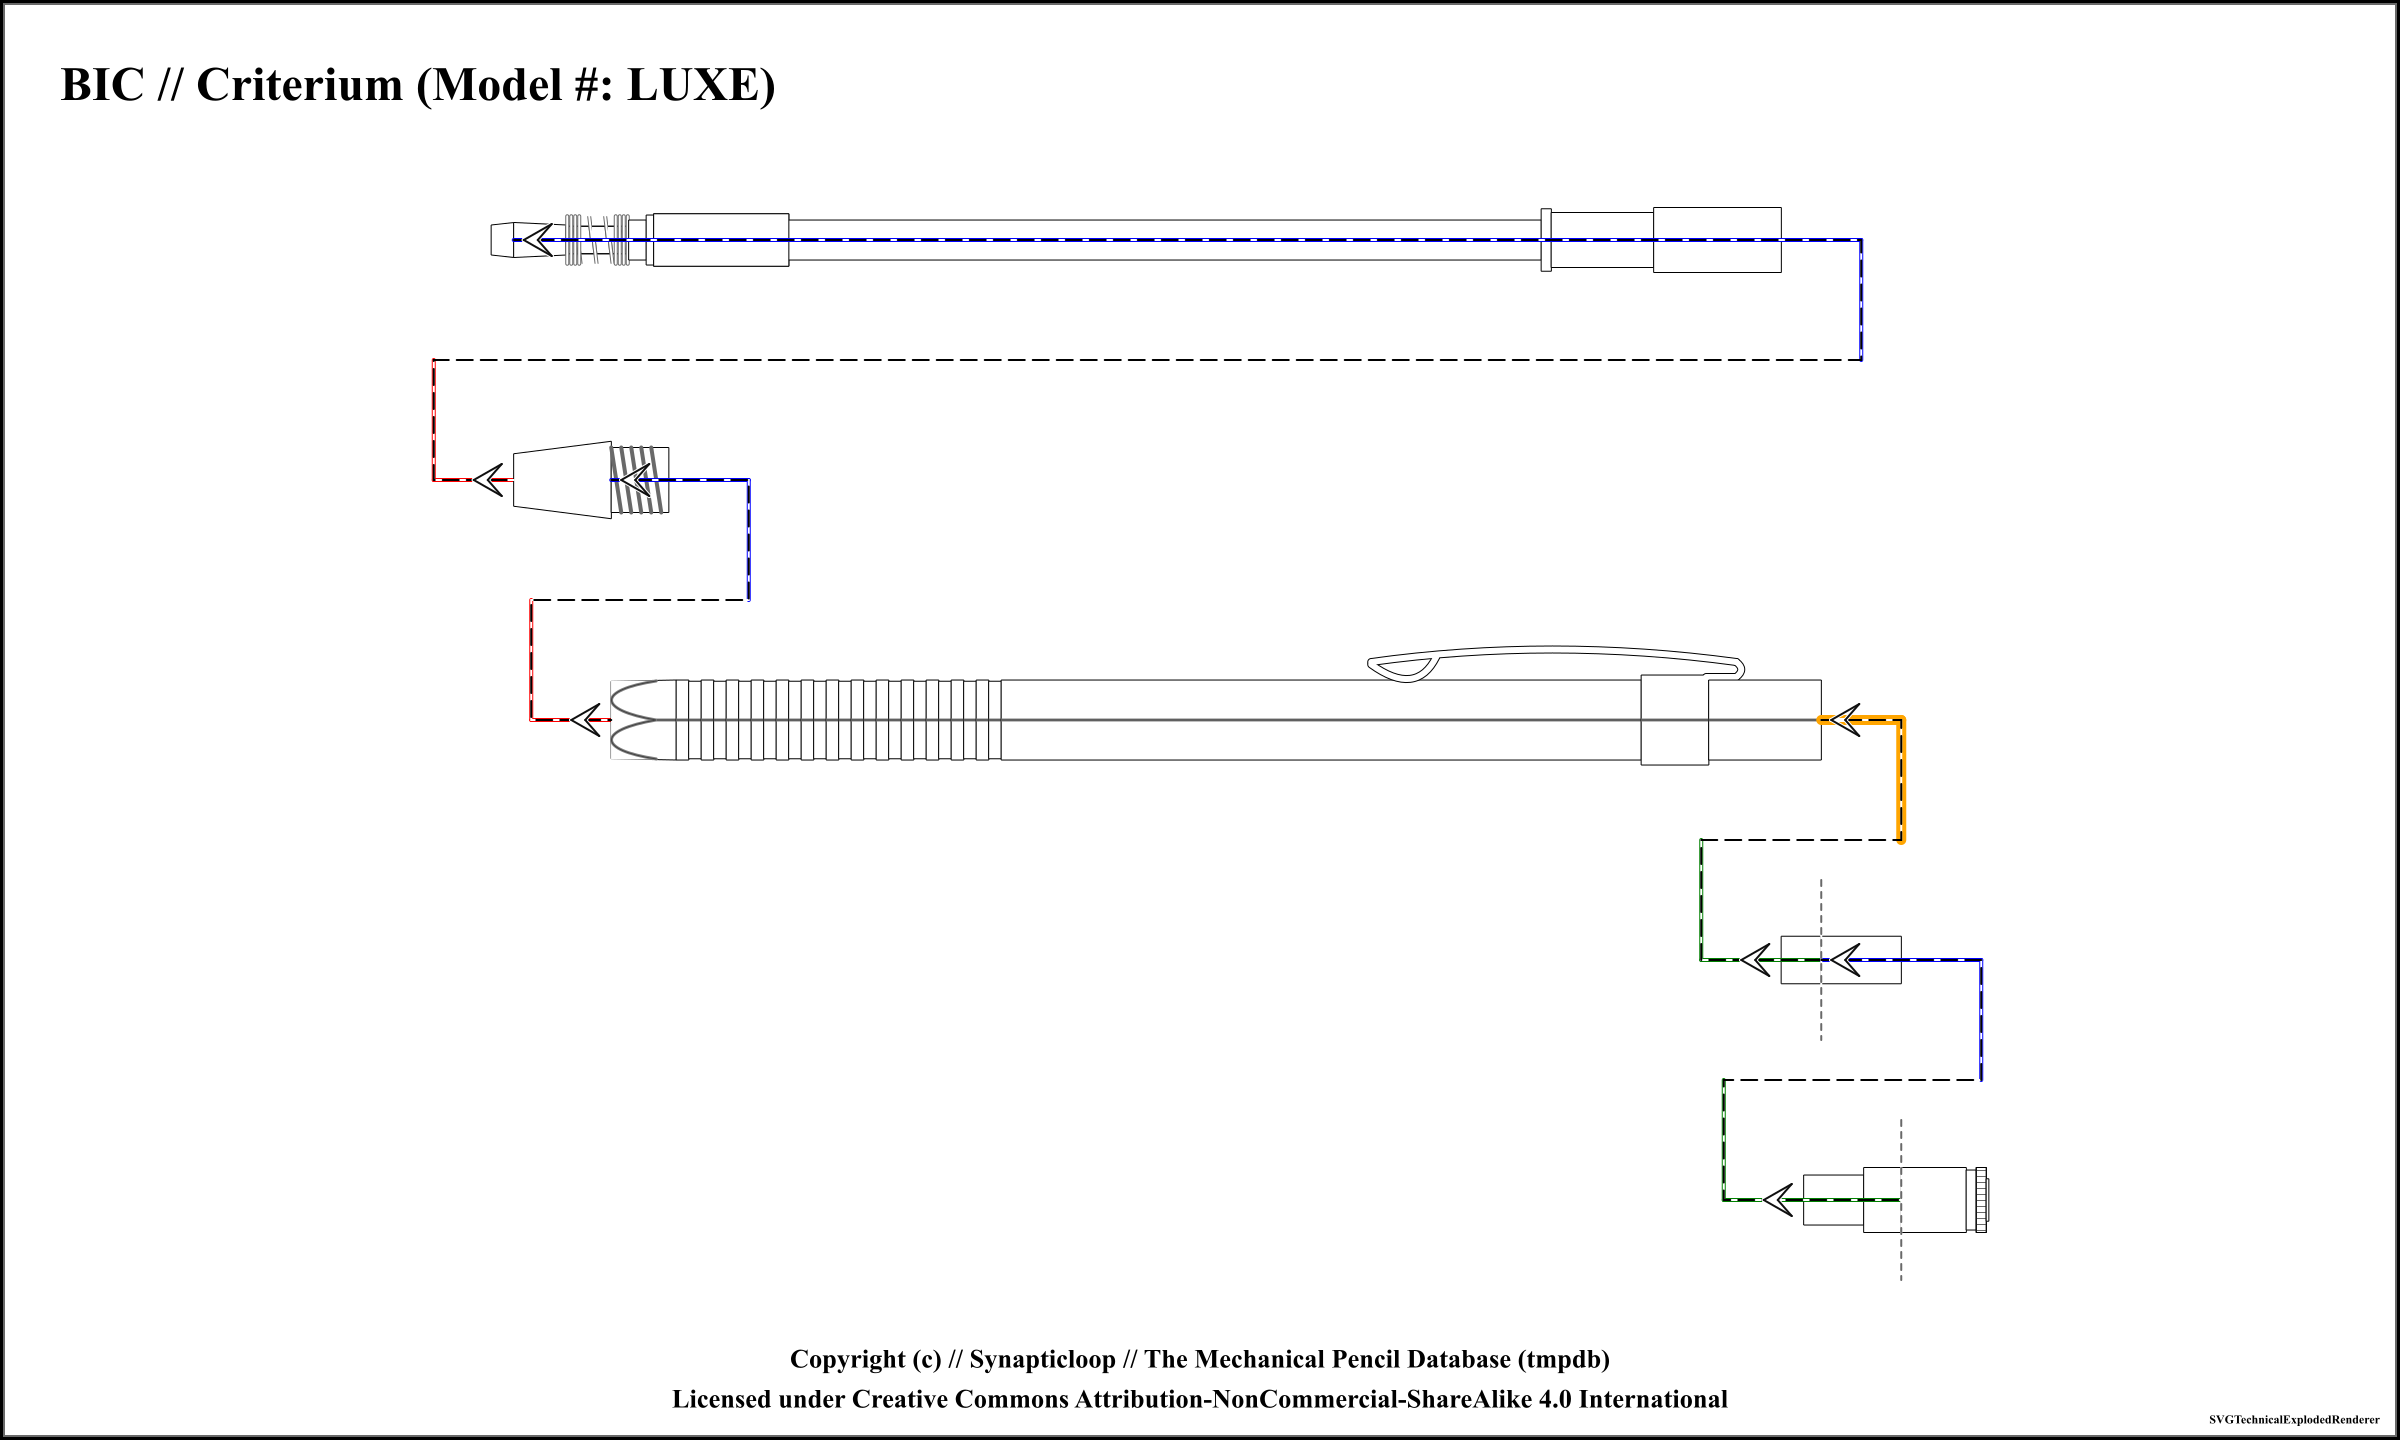 BIC // Criterium (Model #: LUXE)
Copyright (c) // Synapticloop // The Mechanical Pencil Database (tmpdb)
Licensed under Creative Commons Attribution-NonCommercial-ShareAlike 4.0 International
SVGTechnicalExplodedRenderer